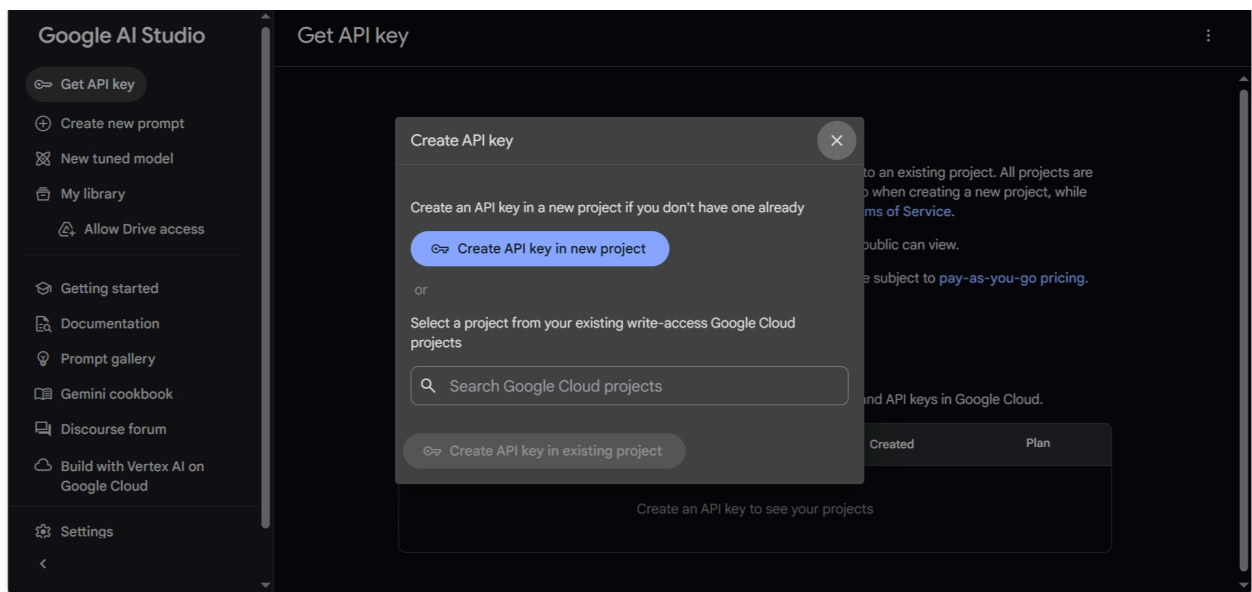 Google AI Studio
Get API key
Create new prompt
New tuned model
My library
Allow Drive access
Getting started
Documentation
Prompt gallery
Gemini cookbook
Discourse forum
Build with Vertex AI on
Google Cloud
Settings
Get API key
Create API key
Create an API key in a new project if you don't have one already
Create API key in new project
or
Select a project from your existing write-access Google Cloud
projects
Search Google Cloud projects
Create API key in existing project
to an existing project. All projects are
when creating a new project, while
of Service.
public can view.
subject to pay-as-you-go pricing.
and API keys in Google Cloud.
Created
Plan
Create an API key to see your projects